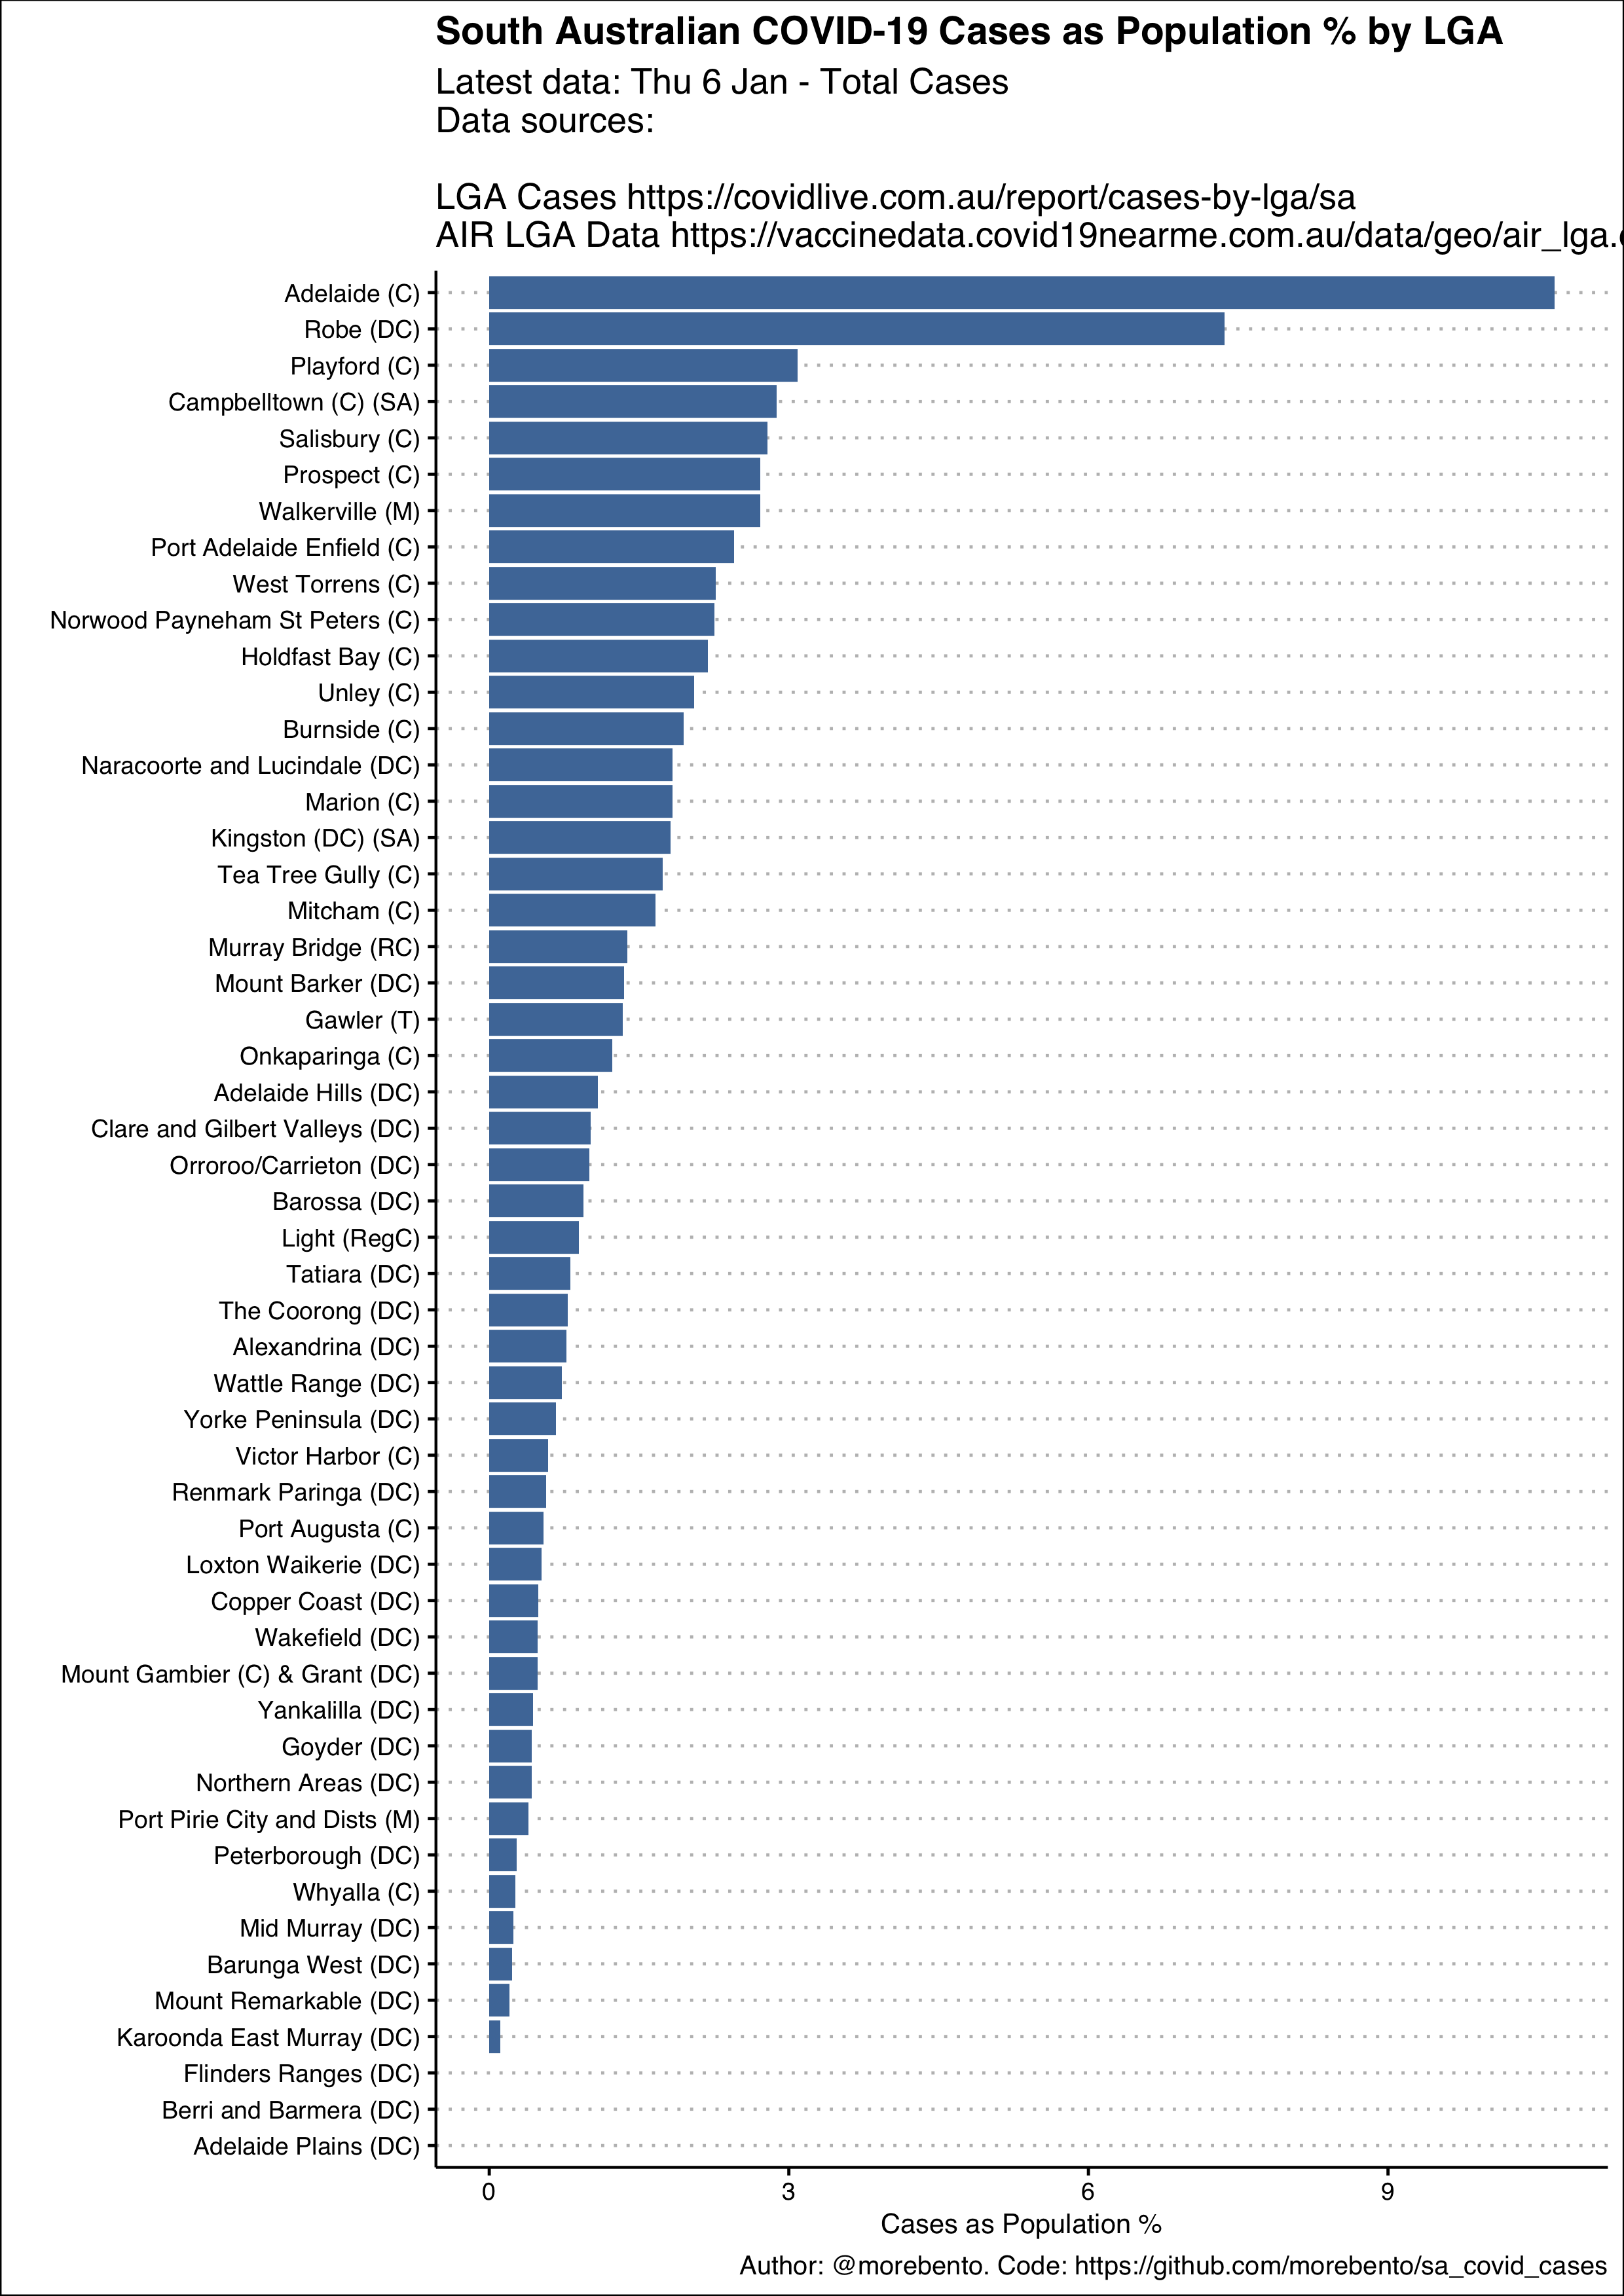 South Australian COVID-19 Cases as Population % by LGA
Latest data: Thu 6 Jan - Total Cases
Data sources:
LGA Cases https://covidlive.com.au/report/cases-by-lga/sa
AIR LGA Data https://vaccinedata.covid19nearme.com.au/data/geo/air_lga.
Adelaide (C)
Robe (DC)
Playford (C)
Campbelltown (C) (SA)
Salisbury (C)
Prospect (C)
Walkerville (M)
Port Adelaide Enfield (C)
West Torrens (C)
Norwood Payneham St Peters (C)
Holdfast Bay (C)
Unley (C)
Burnside (C)
Naracoorte and Lucindale (DC)
Marion (C)
Kingston (DC) (SA)
Tea Tree Gully (C)
Mitcham (C)
Murray Bridge (RC)
Mount Barker (DC)
Gawler (T)
Onkaparinga (C)
Adelaide Hills (DC)
Clare and Gilbert Valleys (DC)
Orroroo/Carrieton (DC)
Barossa (DC)
Light (RegC)
Tatiara (DC)
The Coorong (DC)
Alexandrina (DC)
Wattle Range (DC)
Yorke Peninsula (DC)
Victor Harbor (C)
Renmark Paringa (DC)
Port Augusta (C)
Loxton Waikerie (DC)
Copper Coast (DC)
Wakefield (DC)
Mount Gambier (C) & Grant (DC)
Yankalilla (DC)
Goyder (DC)
Northern Areas (DC)
Port Pirie City and Dists (M)
Peterborough (DC)
Whyalla (C)
Mid Murray (DC)
Barunga West (DC)
Mount Remarkable (DC)
Karoonda East Murray (DC)
Flinders Ranges (DC)
Berri and Barmera (DC)
Adelaide Plains (DC)
0 3 6 9
Cases as Population %
Author: @morebento. Code: https://github.com/morebento/sa_covid_cases